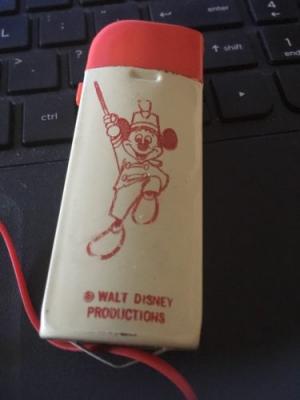 enter
ctrl
↑ shift
© WALT DISNEY
PRODUCTIONS